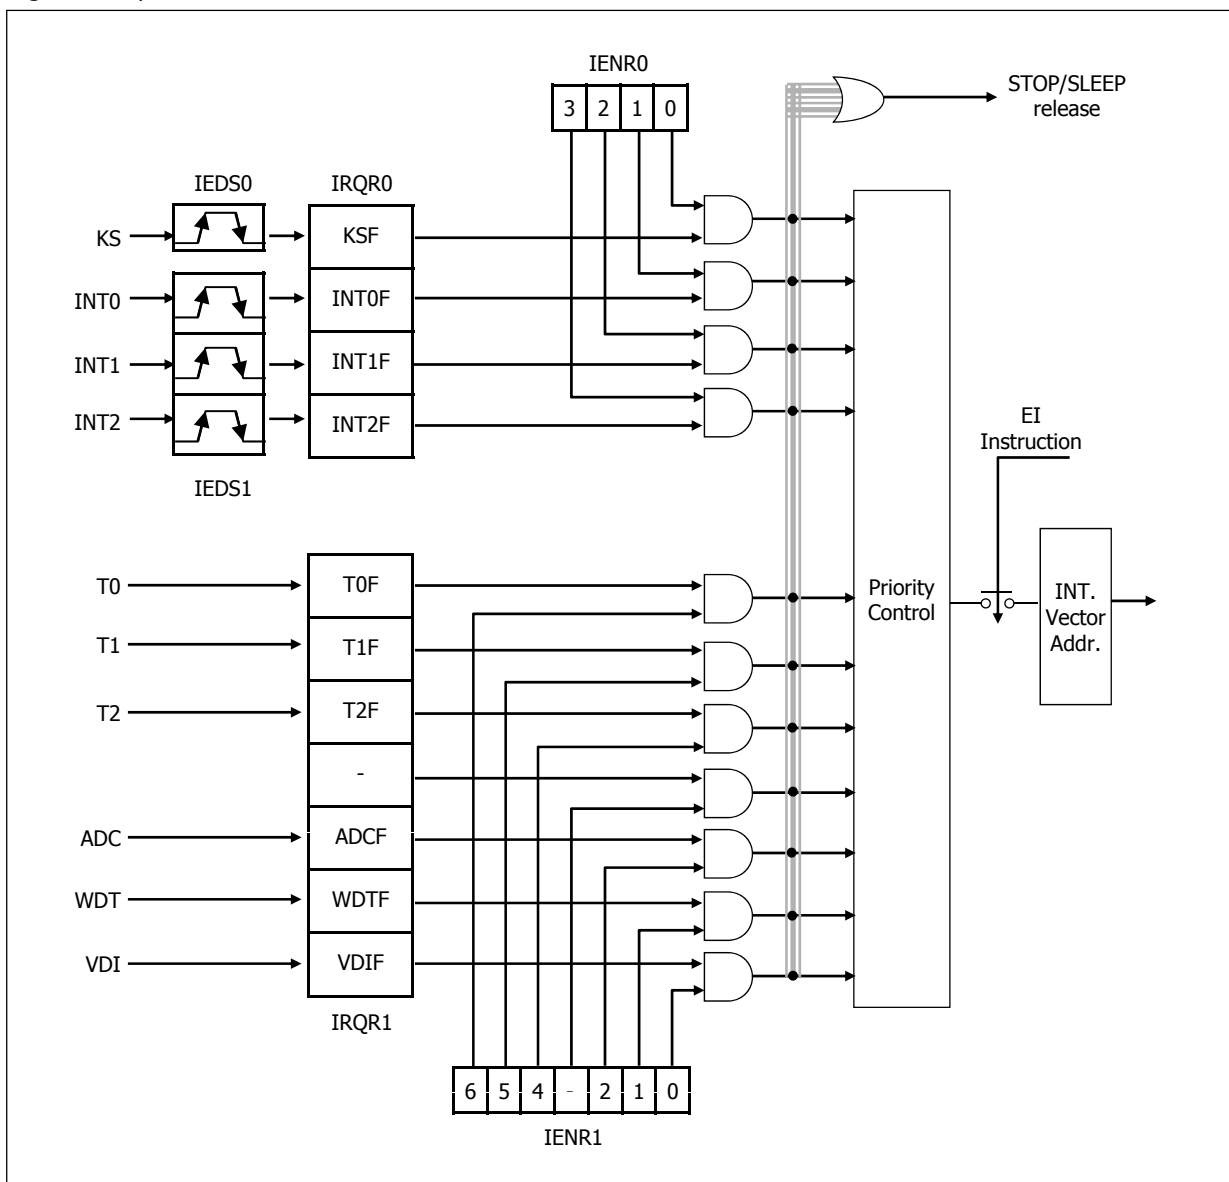 IENR0
3 2 1 0
STOP/SLEEP
release
IEDS0
IRQR0
KS
KSF
INT0
INT0F
INT1
INT1F
INT2
INT2F
IEDS1
EI
Instruction
T0
T0F
T1
T1F
T2
T2F
-
ADC
ADCF
WDT
WDTF
VDI
VDIF
IRQR1
Priority
Control
INT.
Vector
Addr.
6 5 4 - 2 1 0
IENR1